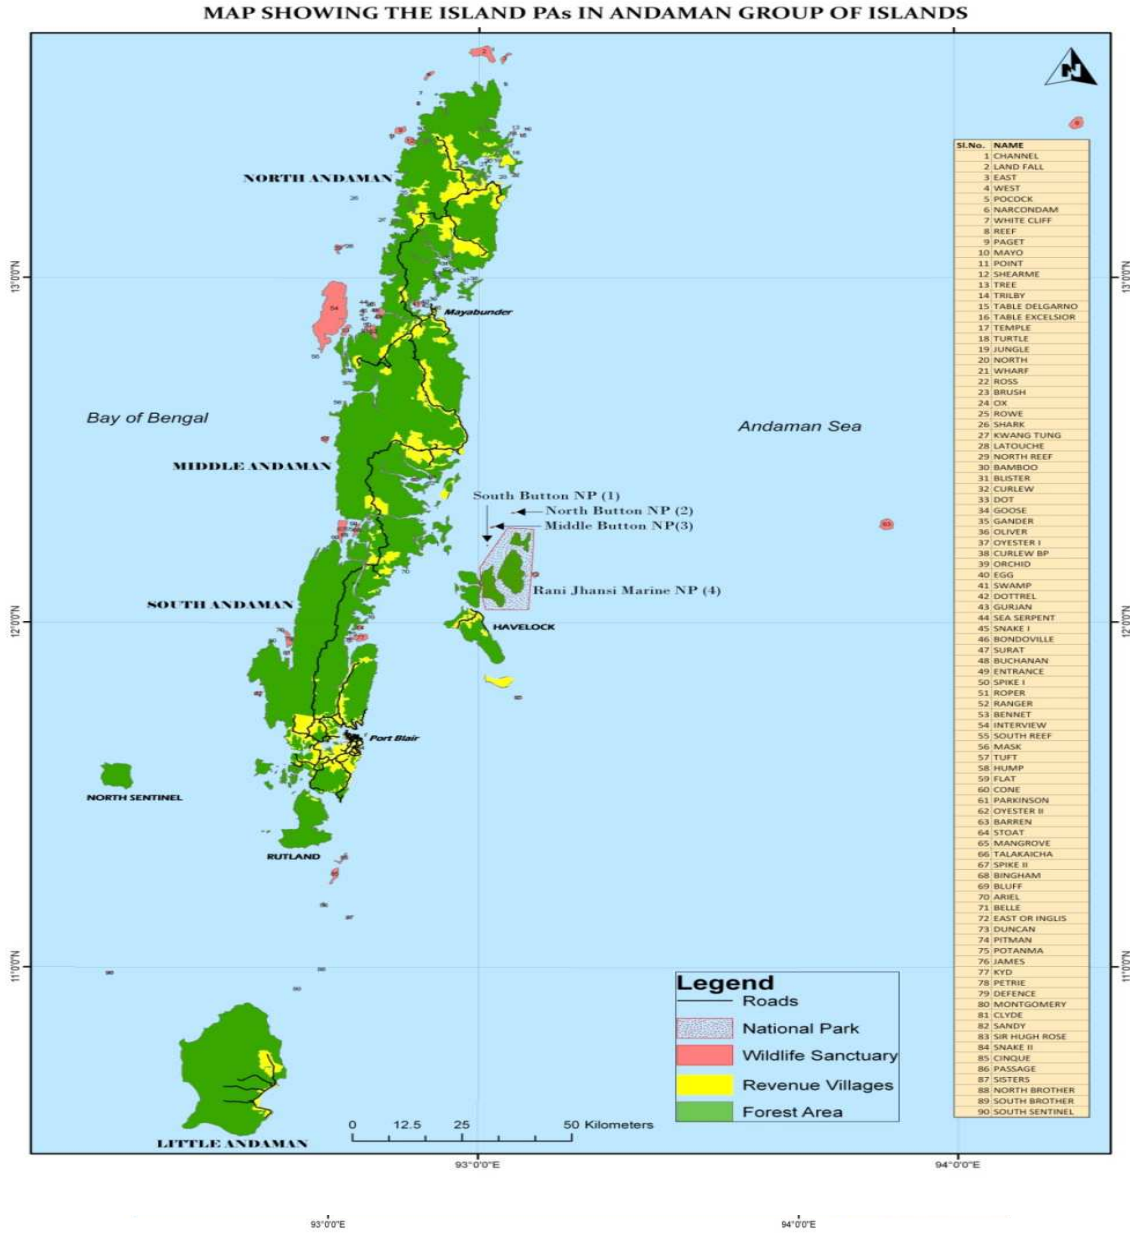 MAP SHOWING THE ISLAND PAs IN ANDAMAN GROUP OF ISLANDS
N
NORTH ANDAMAN
Mayabunder
Bay of Bengal
Andaman Sea
MIDDLE ANDAMAN
South Button NP (1)
North Button NP (2)
Middle Button NP(3)
Rani Jhansi Marine NP (4)
SOUTH ANDAMAN
HAVELOCK
Port Blair
NORTH SENTINEL
RUTLAND
LITTLE ANDAMAN
13°0'0"N
13°0'0"N
12°0'0"N
12°0'0"N
11°0'0"N
11°0'0"N
Sl.No. NAME
1 CHANNEL
2 LAND FALL
3 EAST
4 WEST
5 POCOCK
6 NARCONDAM
7 WHITE CLIFF
8 REEF
9 PAGET
10 MAYO
11 POINT
12 SHEARME
13 TREE
14 TRILBY
15 TABLE DELGARNO
16 TABLE EXCELSIOR
17 TEMPLE
18 TURTLE
19 JUNGLE
20 NORTH
21 WHARF
22 ROSS
23 BRUSH
24 OX
25 ROWE
26 SHARK
27 KWANG TUNG
28 LATOUCHE
29 NORTH REEF
30 BAMBOO
31 BLISTER
32 CURLEW
33 DOT
34 GOOSE
35 GANDER
36 OLIVER
37 OYESTER I
38 CURLEW BP
39 ORCHID
40 EGG
41 SWAMP
42 DOTTREL
43 GURJAN
44 SEA SERPENT
45 SNAKE I
46 BONDOVILLE
47 SURAT
48 BUCHANAN
49 ENTRANCE
50 SPIKE I
51 ROPER
52 RANGER
53 BENNET
54 INTERVIEW
55 SOUTH REEF
56 MASK
57 TUFT
58 HUMP
59 FLAT
60 CONE
61 PARKINSON
62 OYESTER II
63 BARREN
64 STOAT
65 MANGROVE
66 TALAKAICHA
67 SPIKE II
68 BINGHAM
69 BLUFF
70 ARIEL
71 BELLE
72 EAST OR INGLIS
73 DUNCAN
74 PITMAN
75 POTANMA
76 JAMES
77 KYD
78 PETRIE
79 DEFENCE
80 MONTGOMERY
81 CLYDE
82 SANDY
83 SIR HUGH ROSE
84 SNAKE II
85 CINQUE
86 PASSAGE
87 SISTERS
88 NORTH BROTHER
89 SOUTH BROTHER
90 SOUTH SENTINEL
Legend
Roads
National Park
Wildlife Sanctuary
Revenue Villages
Forest Area
0 12.5 25 50 Kilometers
93°0'0"E
94°0'0"E
93°0'0"E
94°0'0"E